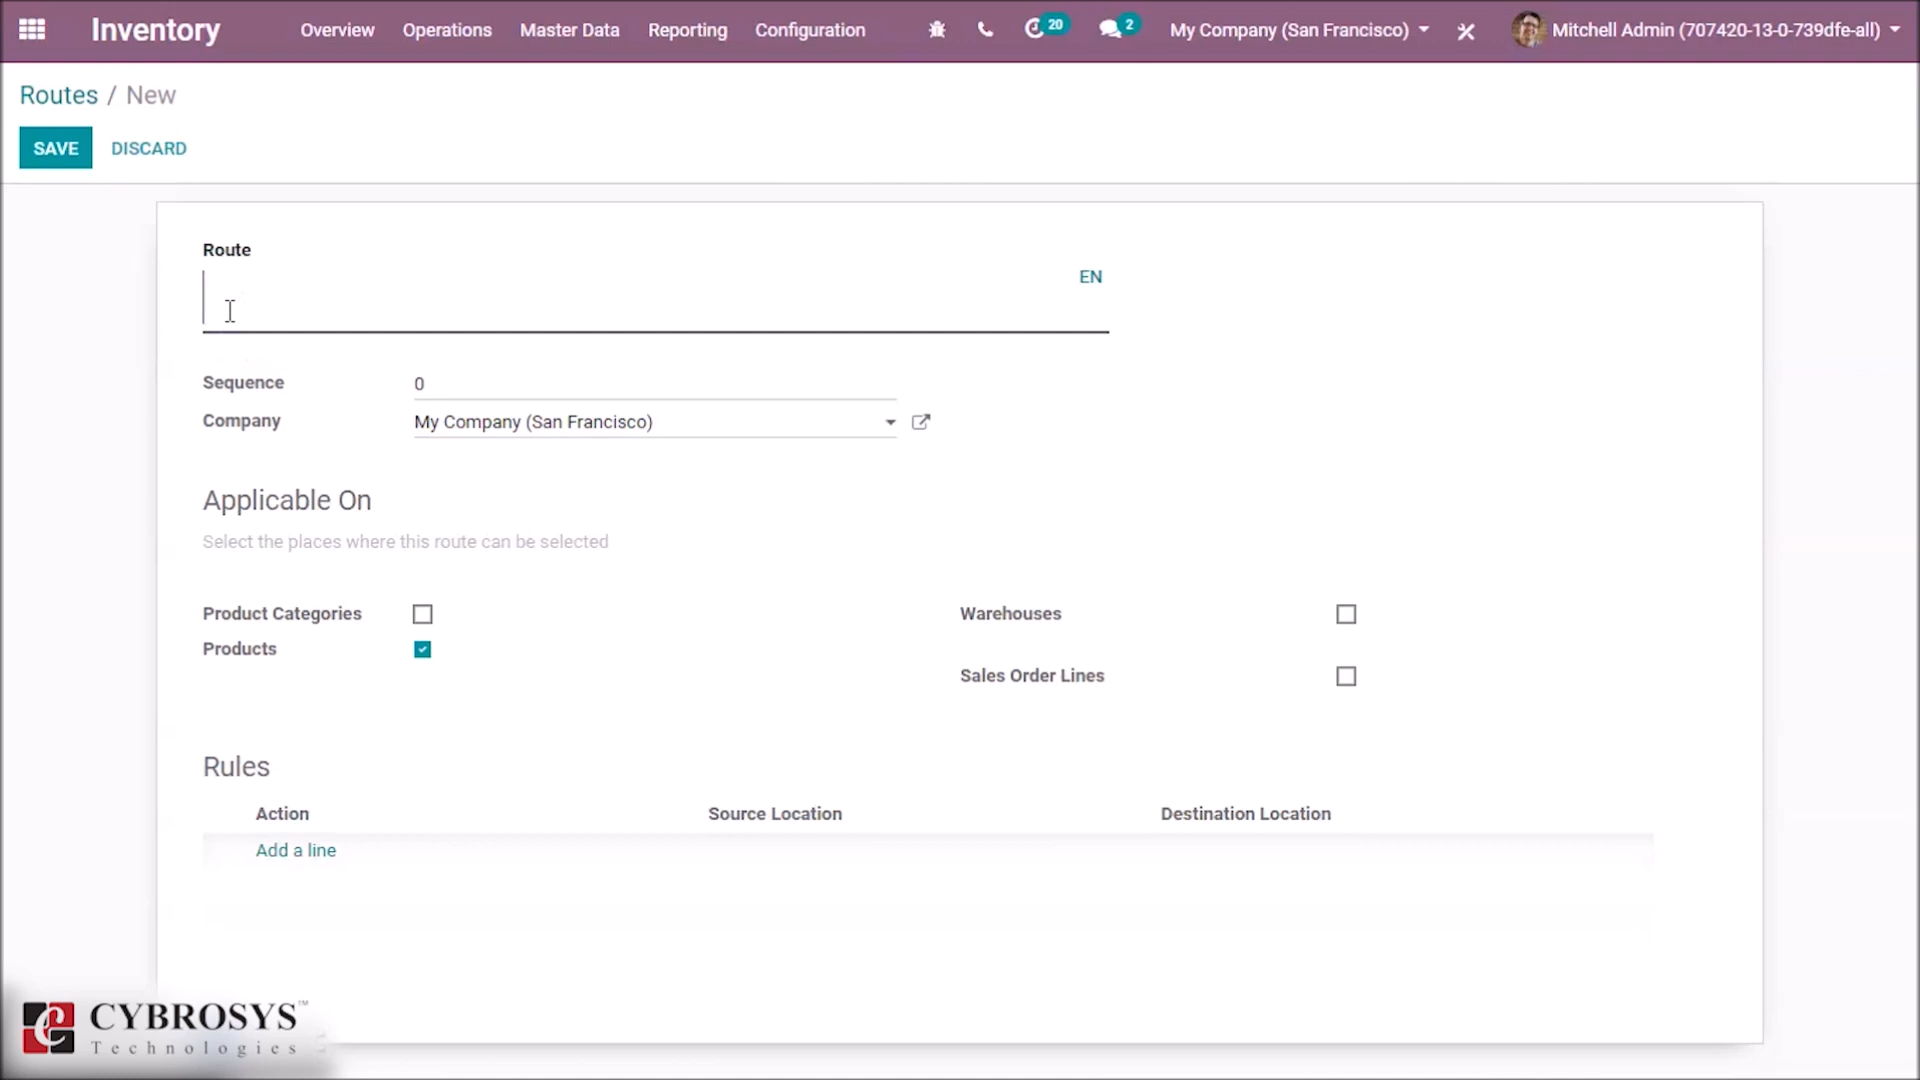 Inventory Overview Operations Master Data Reporting Configuration 20 2 My Company (San Francisco) Mitchell Admin (707420-13-0-739dfe-all)
Routes / New
SAVE DISCARD
Route
EN
Sequence 0
Company My Company (San Francisco)
Applicable On
Select the places where this route can be selected
Product Categories Warehouses
Products
Sales Order Lines
Rules
Action Source Location Destination Location
Add a line
CYBROSYS™
Technologies